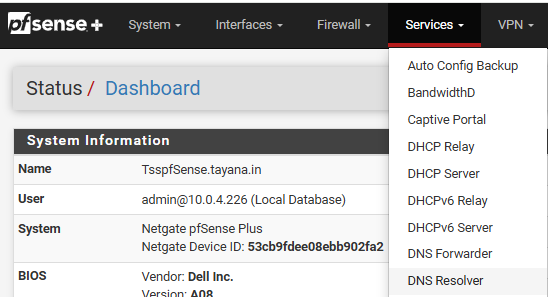 pfsense+ System Interfaces Firewall Services VPN
Auto Config Backup
BandwidthD
Captive Portal
DHCP Relay
DHCP Server
DHCPv6 Relay
DHCPv6 Server
DNS Forwarder
DNS Resolver
Status / Dashboard
System Information
Name TsspfSense.tayana.in
User admin@10.0.4.226 (Local Database)
System Netgate pfSense Plus
Netgate Device ID: 53cb9fdee08ebb902fa2
BIOS Vendor: Dell Inc.
Version: A08